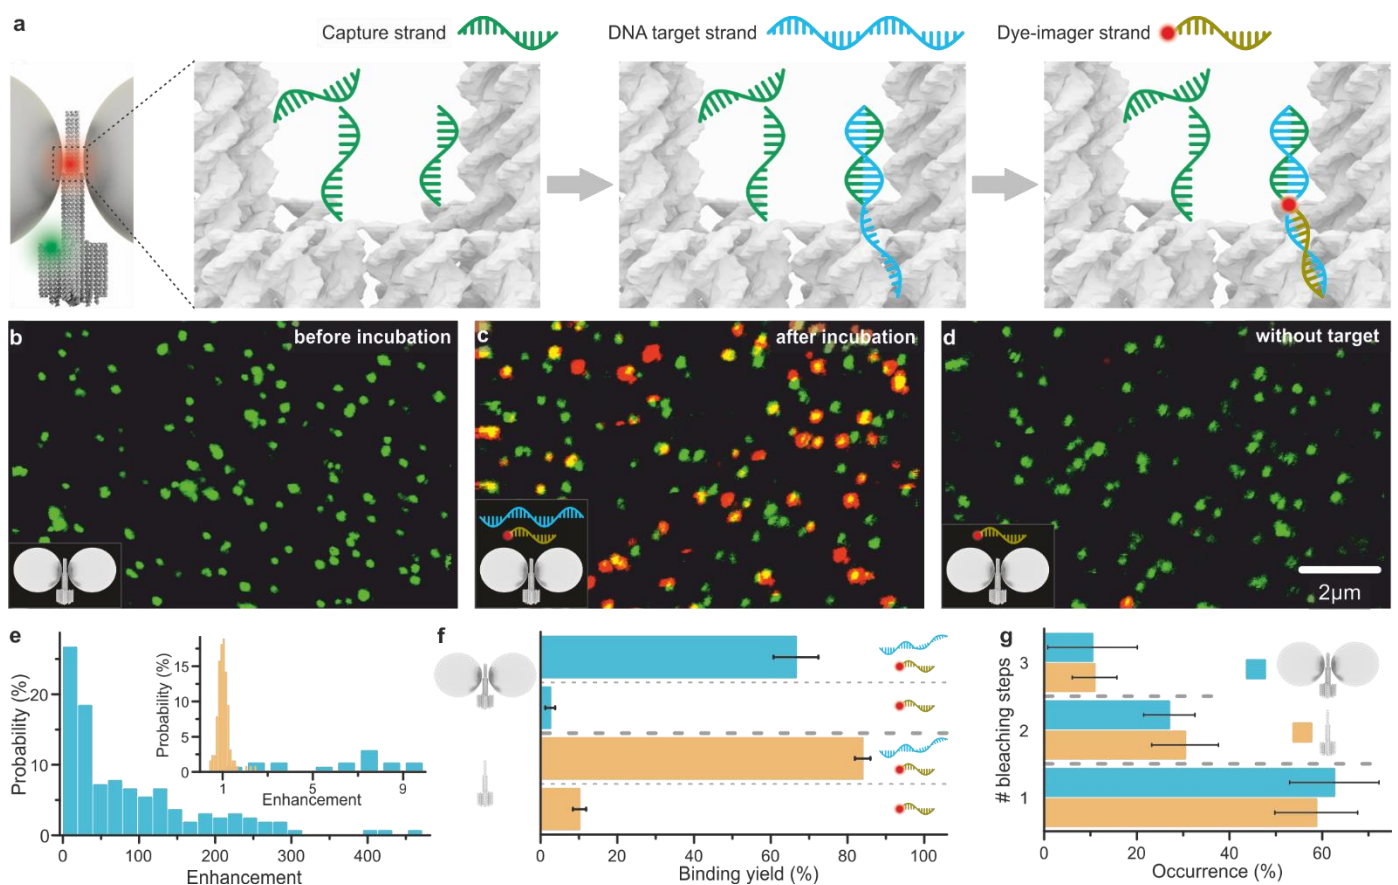 a
Capture strand
DNA target strand
Dye-imager strand
b
before incubation
c
after incubation
d
without target
2µm
e
Probability (%)
20
10
0
0
100
200
300
400
Enhancement
Probability (%)
15
10
5
0
1
5
9
Enhancement
f
0
20
40
60
80
100
Binding yield (%)
g
# bleaching steps
3
2
1
0
20
40
60
Occurrence (%)